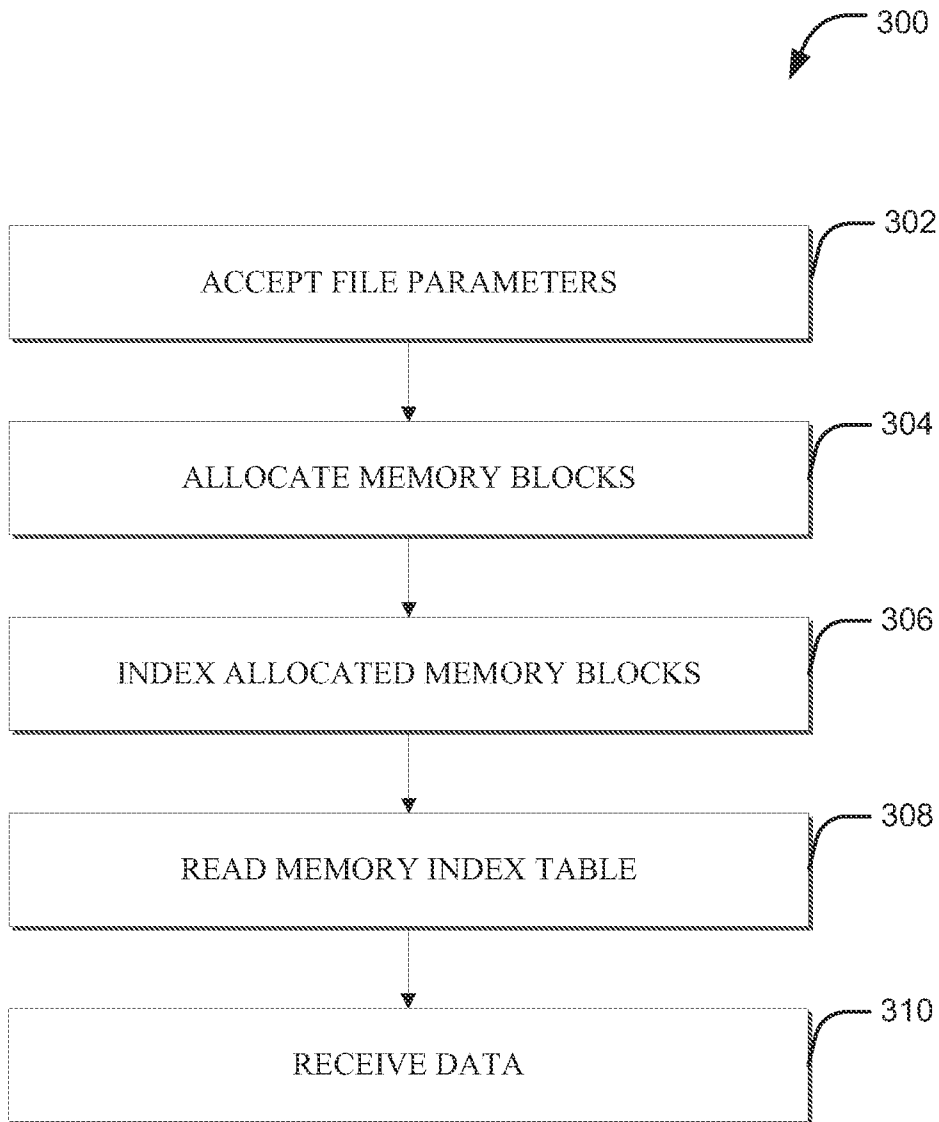 300
302
ACCEPT FILE PARAMETERS
304
ALLOCATE MEMORY BLOCKS
306
INDEX ALLOCATED MEMORY BLOCKS
308
READ MEMORY INDEX TABLE
310
RECEIVE DATA